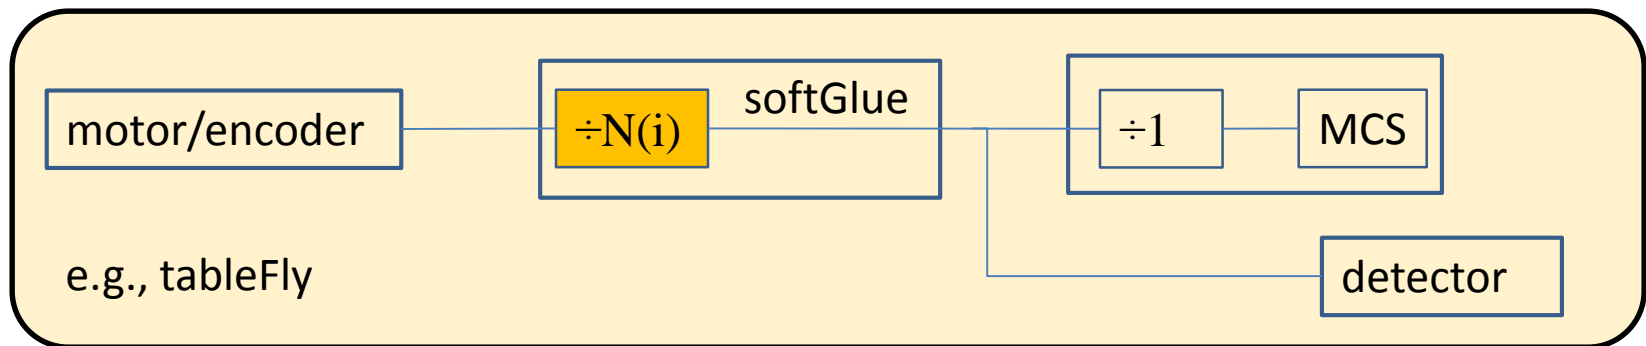 softGlue
motor/encoder
÷N(i)
÷1
MCS
e.g., tableFly
detector